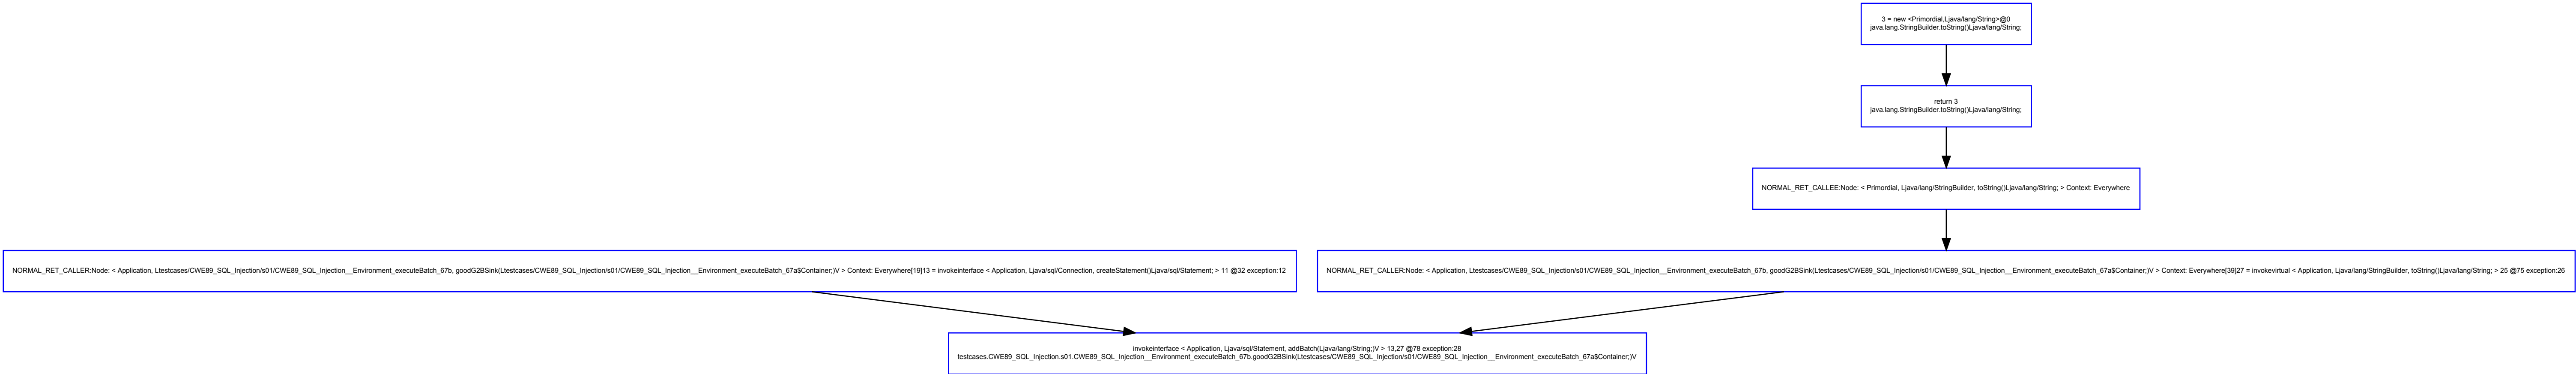 3 = new <Primordial,Ljava/lang/String>@0
java.lang.StringBuilder.toString()Ljava/lang/String;
return 3
java.lang.StringBuilder.toString()Ljava/lang/String;
NORMAL_RET_CALLEE:Node: < Primordial, Ljava/lang/StringBuilder, toString()Ljava/lang/String; > Context: Everywhere
NORMAL_RET_CALLER:Node: < Application, Ltestcases/CWE89_SQL_Injection/s01/CWE89_SQL_Injection__Environment_executeBatch_67b, goodG2BSink(Ltestcases/CWE89_SQL_Injection/s01/CWE89_SQL_Injection__Environment_executeBatch_67a$Container;)V > Context: Everywhere[19]13 = invokeinterface < Application, Ljava/sql/Connection, createStatement()Ljava/sql/Statement; > 11 @32 exception:12
NORMAL_RET_CALLER:Node: < Application, Ltestcases/CWE89_SQL_Injection/s01/CWE89_SQL_Injection__Environment_executeBatch_67b, goodG2BSink(Ltestcases/CWE89_SQL_Injection/s01/CWE89_SQL_Injection__Environment_executeBatch_67a$Container;)V > Context: Everywhere[39]27 = invokevirtual < Application, Ljava/lang/StringBuilder, toString()Ljava/lang/String; > 25 @75 exception:26
invokeinterface < Application, Ljava/sql/Statement, addBatch(Ljava/lang/String;)V > 13,27 @78 exception:28
testcases.CWE89_SQL_Injection.s01.CWE89_SQL_Injection__Environment_executeBatch_67b.goodG2BSink(Ltestcases/CWE89_SQL_Injection/s01/CWE89_SQL_Injection__Environment_executeBatch_67a$Container;)V